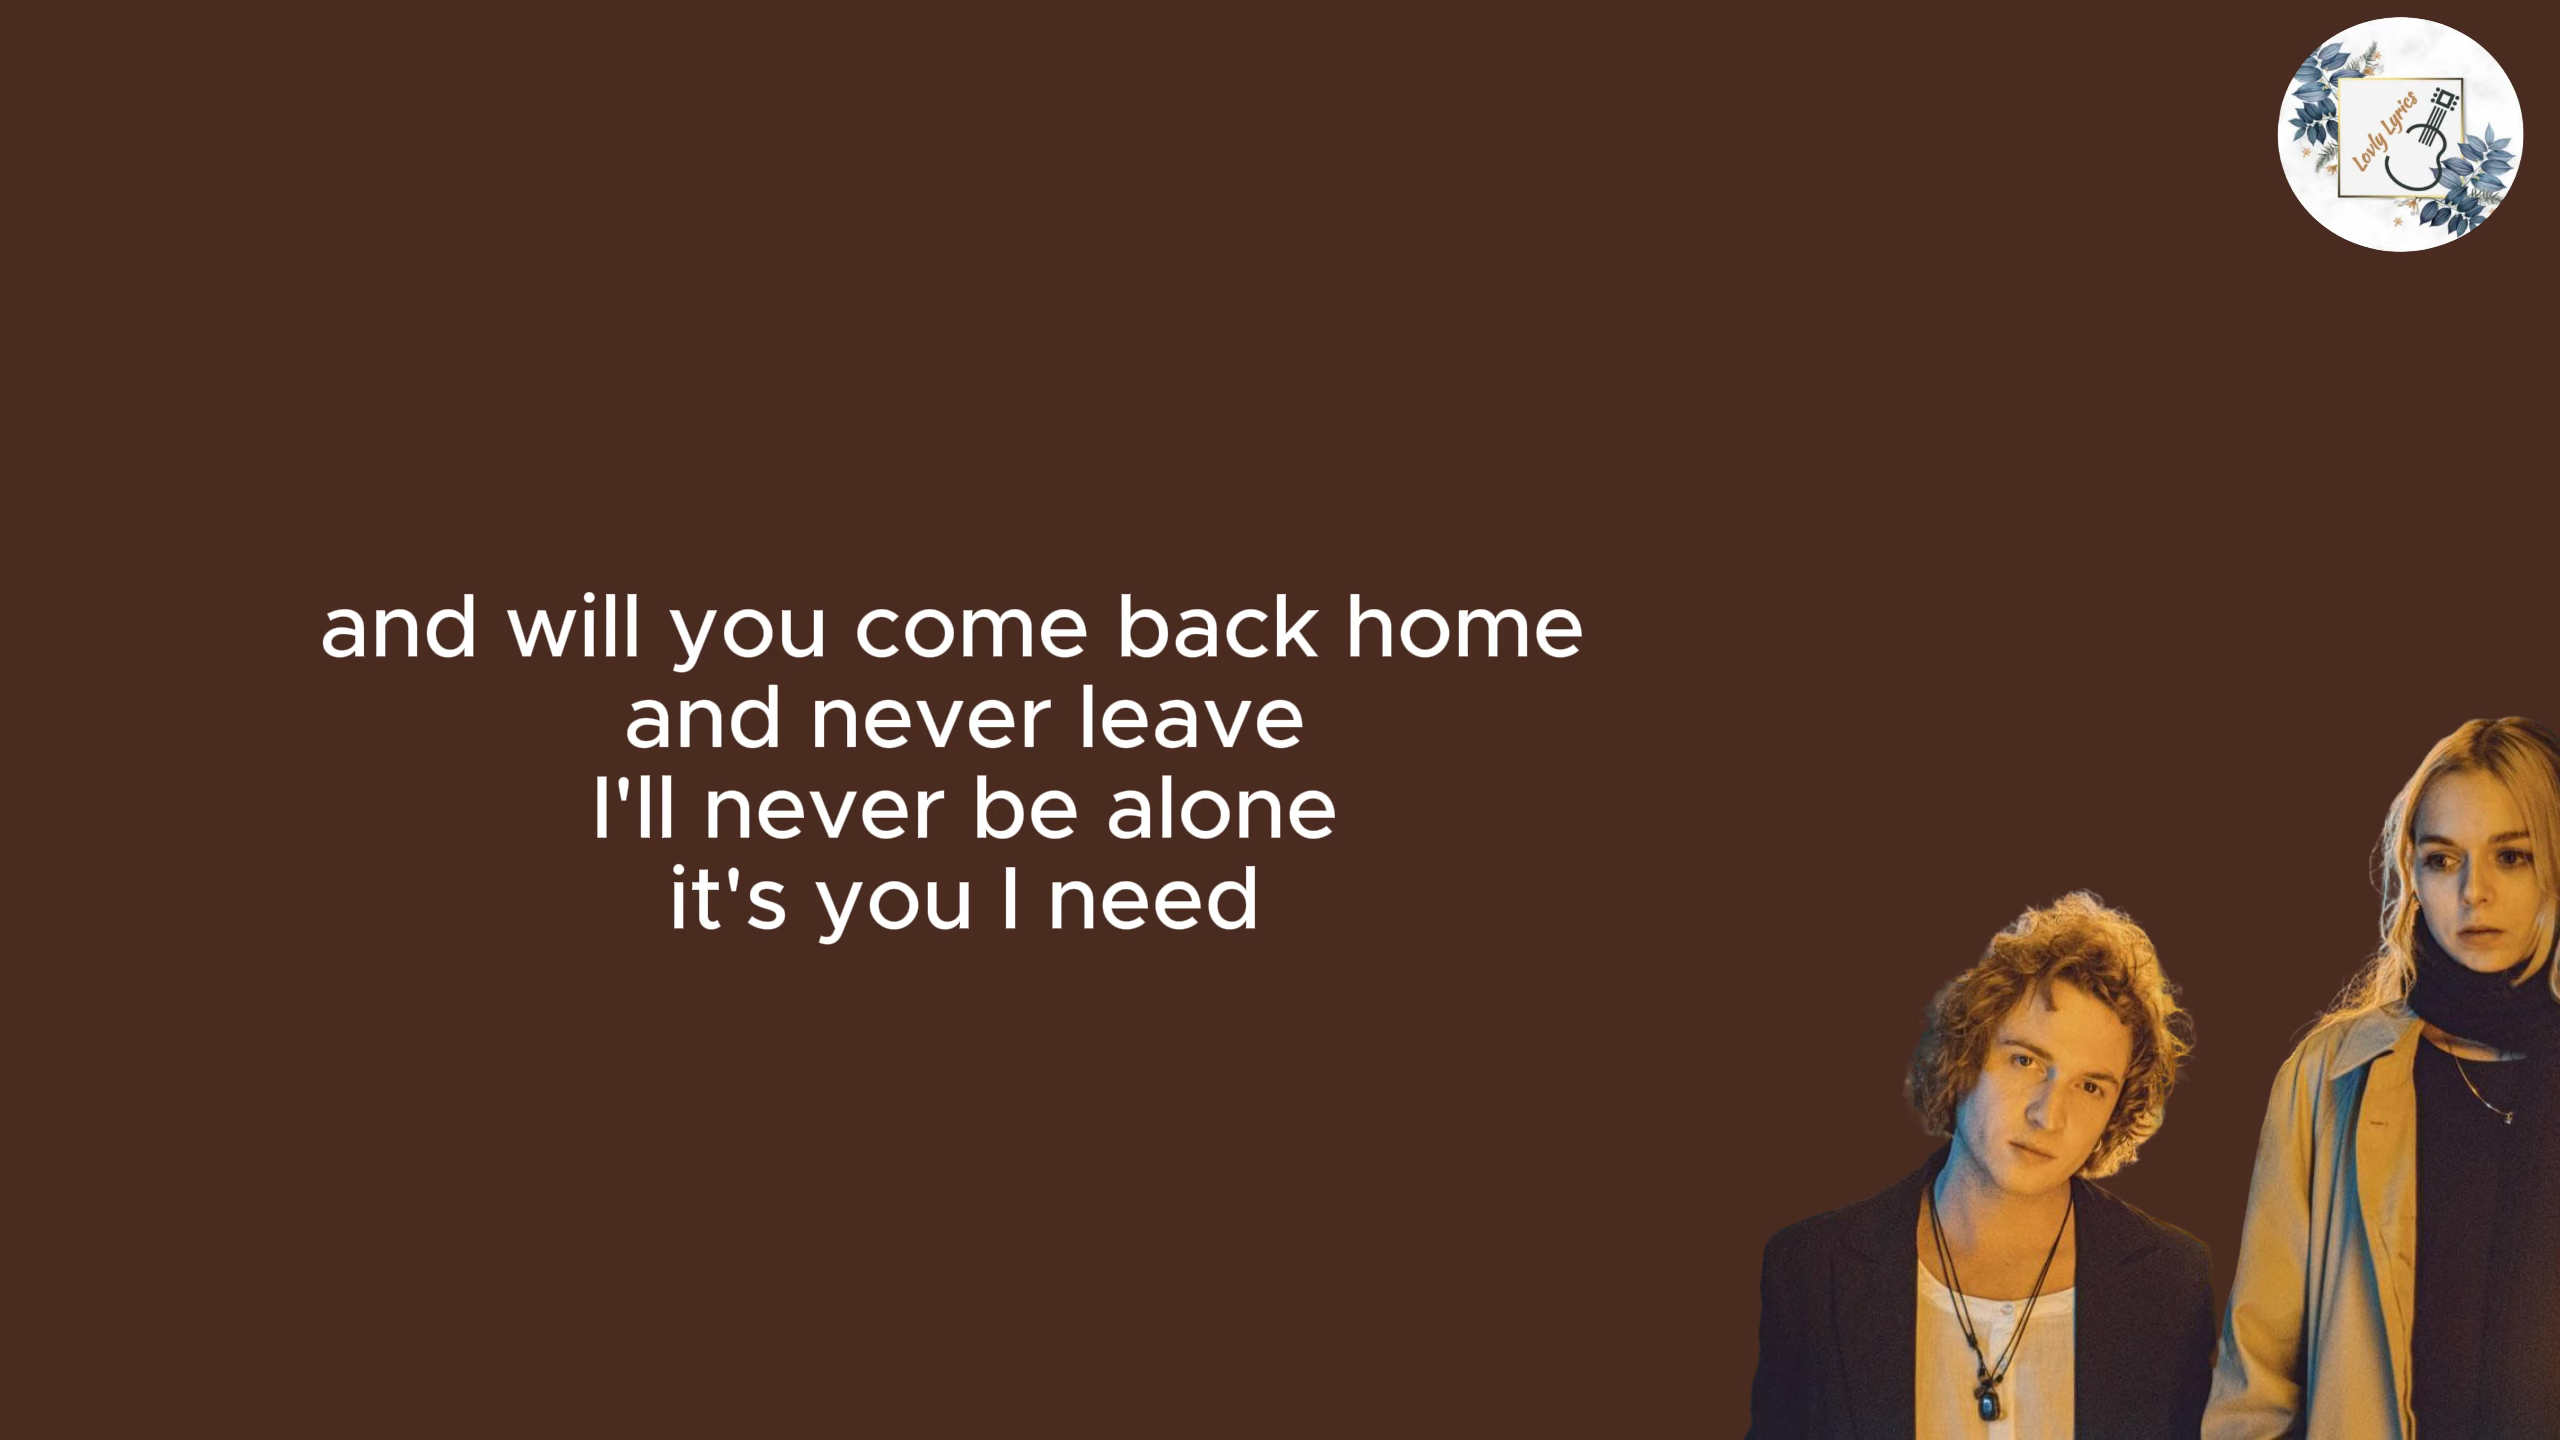 Lovly Lyrics
and will you come back home
and never leave
I'll never be alone
it's you I need